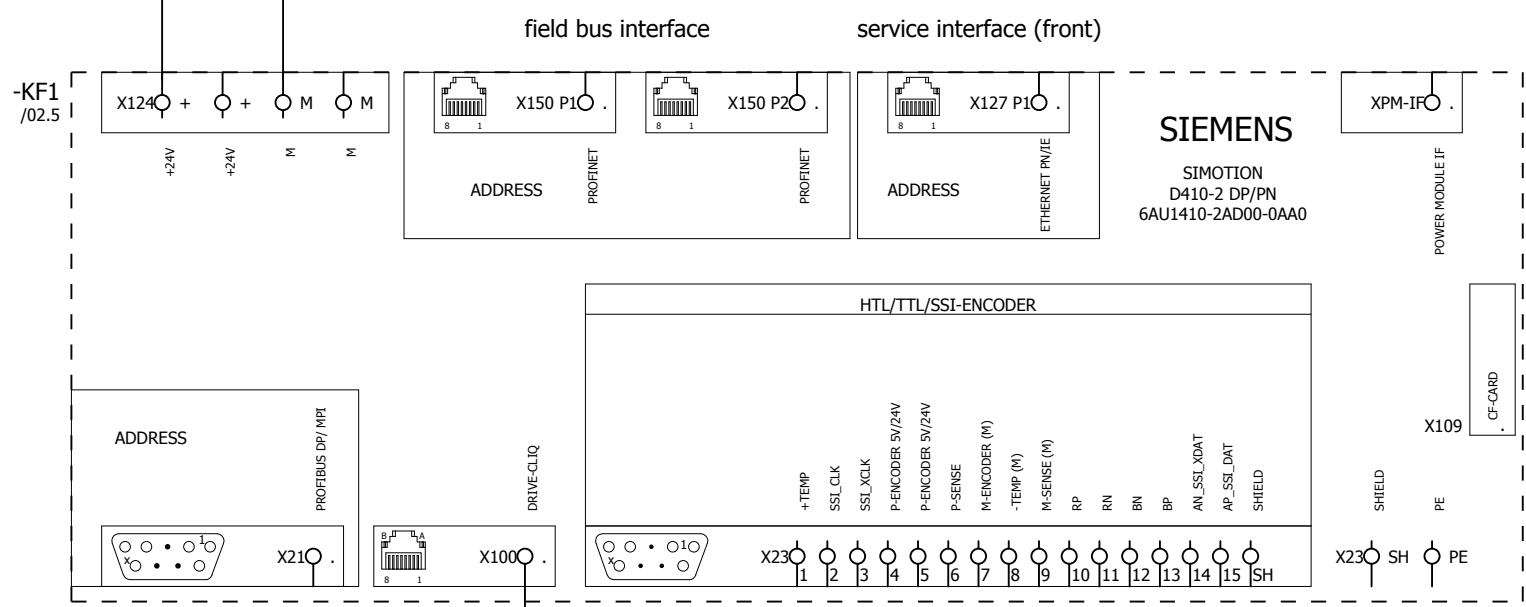 field bus interface
service interface (front)
-KF1
/02.5
X124 + + M M
+24V
+24V
M
M
8 1
X150 P1 .
PROFINET
8 1
X150 P2 .
PROFINET
ADDRESS
8 1
X127 P1 .
ETHERNET PN/IE
ADDRESS
SIEMENS
SIMOTION
D410-2 DP/PN
6AU1410-2AD00-0AA0
XPM-IF .
POWER MODULE IF
HTL/TTL/SSI-ENCODER
CF-CARD
.
X109
ADDRESS
PROFIBUS DP/ MPI
1
x
X21 .
DRIVE-CLIQ
B A
8 1
X100 .
+TEMP
SSI_CLK
SSI_XCLK
P-ENCODER 5V/24V
P-ENCODER 5V/24V
P-SENSE
M-ENCODER (M)
-TEMP (M)
M-SENSE (M)
RP
RN
BN
BP
AN_SSI_XDAT
AP_SSI_DAT
SHIELD
1
x
X23
1 2 3 4 5 6 7 8 9 10 11 12 13 14 15 SH
SHIELD
PE
X23 SH PE